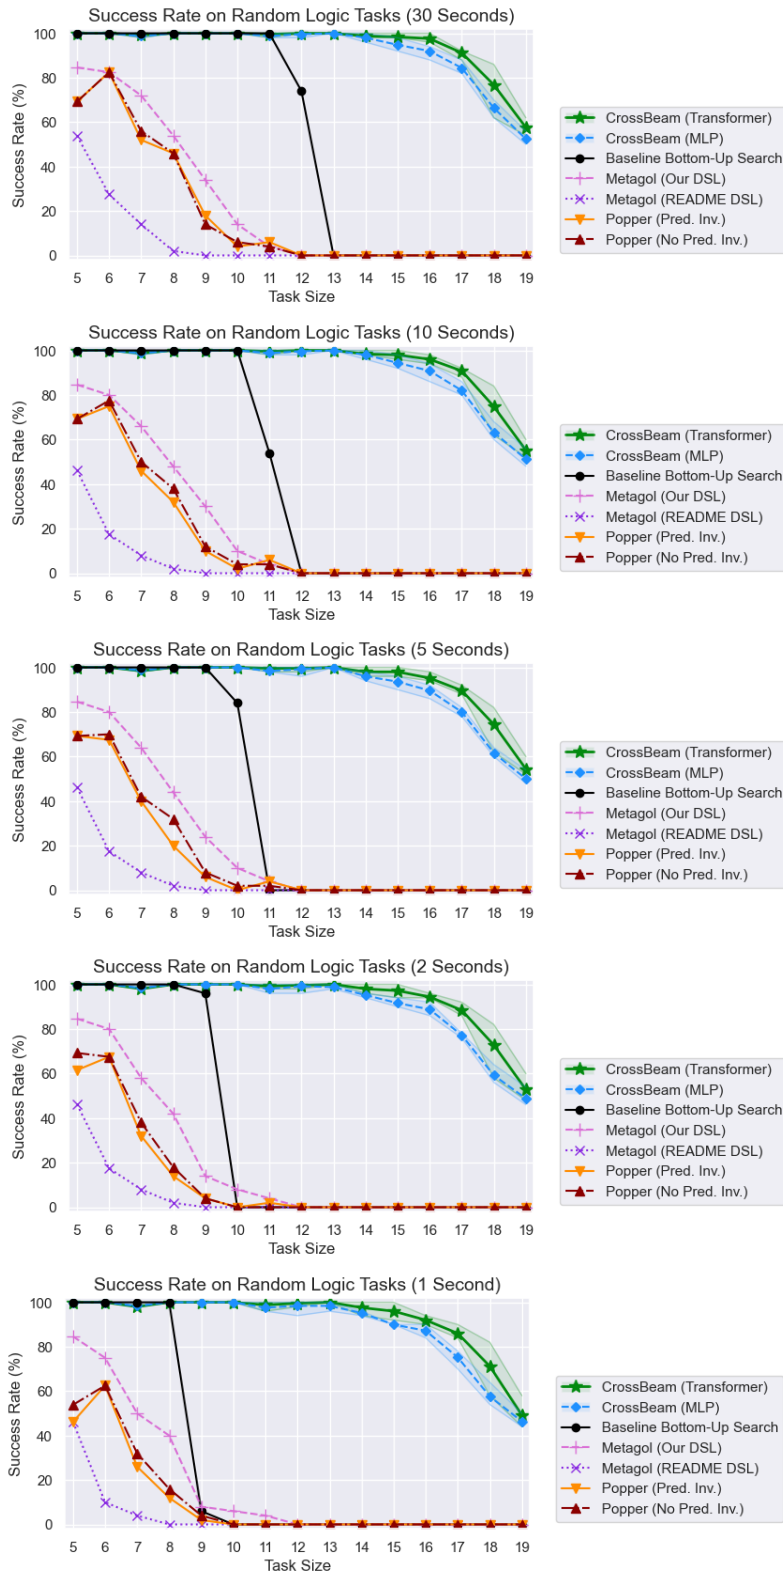 Success Rate on Random Logic Tasks (30 Seconds)
Success Rate (%)
100
80
60
40
20
0
5 6 7 8 9 10 11 12 13 14 15 16 17 18 19
Task Size
CrossBeam (Transformer)
CrossBeam (MLP)
Baseline Bottom-Up Search
Metagol (Our DSL)
Metagol (README DSL)
Popper (Pred. Inv.)
Popper (No Pred. Inv.)
Success Rate on Random Logic Tasks (10 Seconds)
Success Rate (%)
100
80
60
40
20
0
5 6 7 8 9 10 11 12 13 14 15 16 17 18 19
Task Size
CrossBeam (Transformer)
CrossBeam (MLP)
Baseline Bottom-Up Search
Metagol (Our DSL)
Metagol (README DSL)
Popper (Pred. Inv.)
Popper (No Pred. Inv.)
Success Rate on Random Logic Tasks (5 Seconds)
Success Rate (%)
100
80
60
40
20
0
5 6 7 8 9 10 11 12 13 14 15 16 17 18 19
Task Size
CrossBeam (Transformer)
CrossBeam (MLP)
Baseline Bottom-Up Search
Metagol (Our DSL)
Metagol (README DSL)
Popper (Pred. Inv.)
Popper (No Pred. Inv.)
Success Rate on Random Logic Tasks (2 Seconds)
Success Rate (%)
100
80
60
40
20
0
5 6 7 8 9 10 11 12 13 14 15 16 17 18 19
Task Size
CrossBeam (Transformer)
CrossBeam (MLP)
Baseline Bottom-Up Search
Metagol (Our DSL)
Metagol (README DSL)
Popper (Pred. Inv.)
Popper (No Pred. Inv.)
Success Rate on Random Logic Tasks (1 Second)
Success Rate (%)
100
80
60
40
20
0
5 6 7 8 9 10 11 12 13 14 15 16 17 18 19
Task Size
CrossBeam (Transformer)
CrossBeam (MLP)
Baseline Bottom-Up Search
Metagol (Our DSL)
Metagol (README DSL)
Popper (Pred. Inv.)
Popper (No Pred. Inv.)